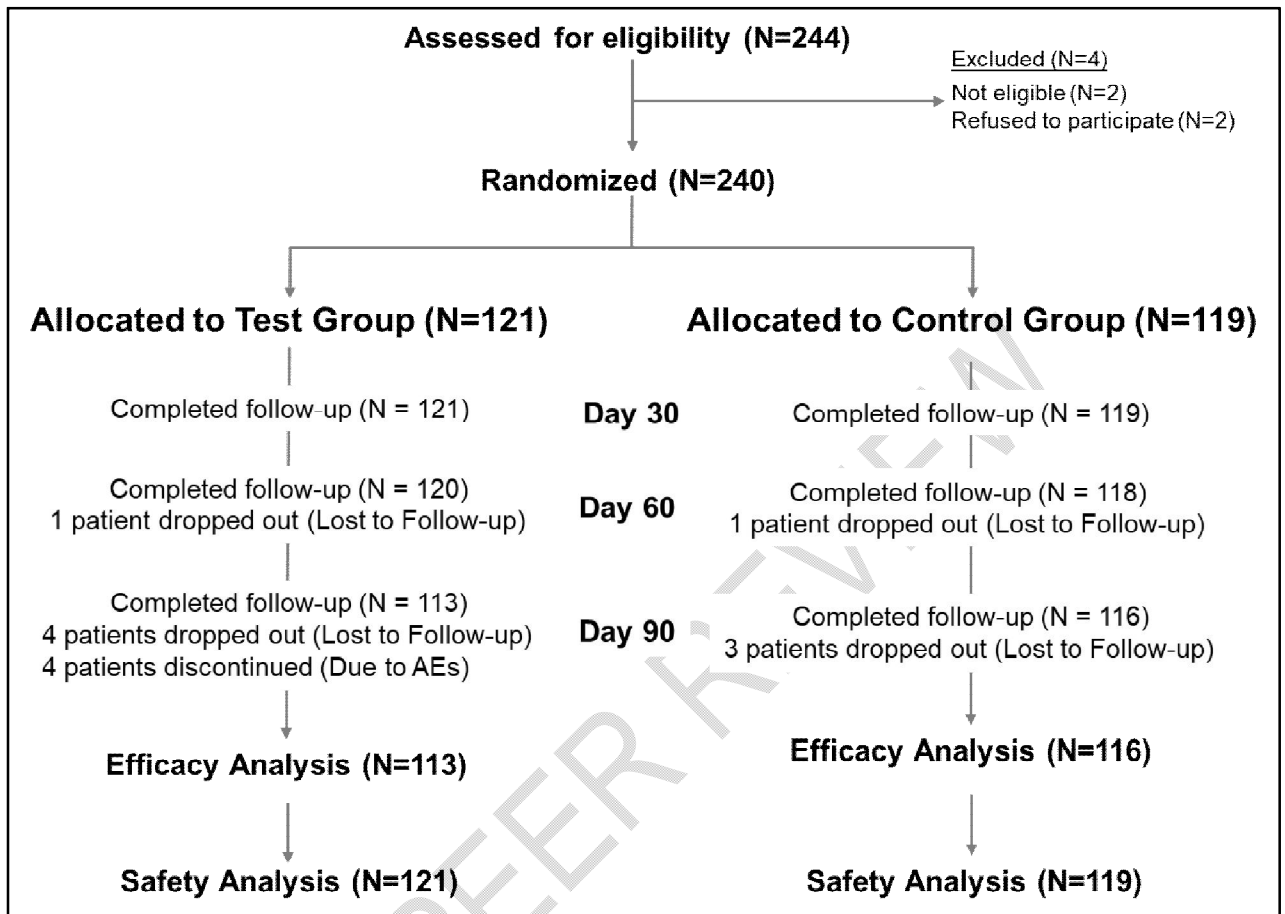 Assessed for eligibility (N=244)
Excluded (N=4)
Not eligible (N=2)
Refused to participate (N=2)
Randomized (N=240)
Allocated to Test Group (N=121)
Allocated to Control Group (N=119)
Completed follow-up (N = 121)
Day 30
Completed follow-up (N = 119)
Completed follow-up (N = 120)
1 patient dropped out (Lost to Follow-up)
Day 60
Completed follow-up (N = 118)
1 patient dropped out (Lost to Follow-up)
Completed follow-up (N = 113)
4 patients dropped out (Lost to Follow-up)
4 patients discontinued (Due to AEs)
Day 90
Completed follow-up (N = 116)
3 patients dropped out (Lost to Follow-up)
Efficacy Analysis (N=113)
Efficacy Analysis (N=116)
Safety Analysis (N=121)
Safety Analysis (N=119)
PEER REVIEW